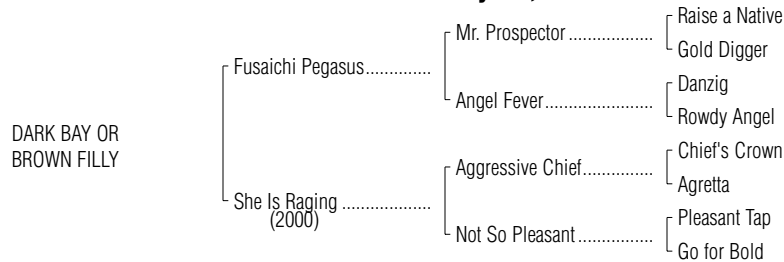 Mr. Prospector ................... Raise a Native
Gold Digger
Fusaichi Pegasus...............
Angel Fever........................ Danzig
Rowdy Angel
DARK BAY OR
BROWN FILLY
Aggressive Chief............... Chief's Crown
Agretta
She Is Raging ...................
(2000)
Not So Pleasant ................ Pleasant Tap
Go for Bold